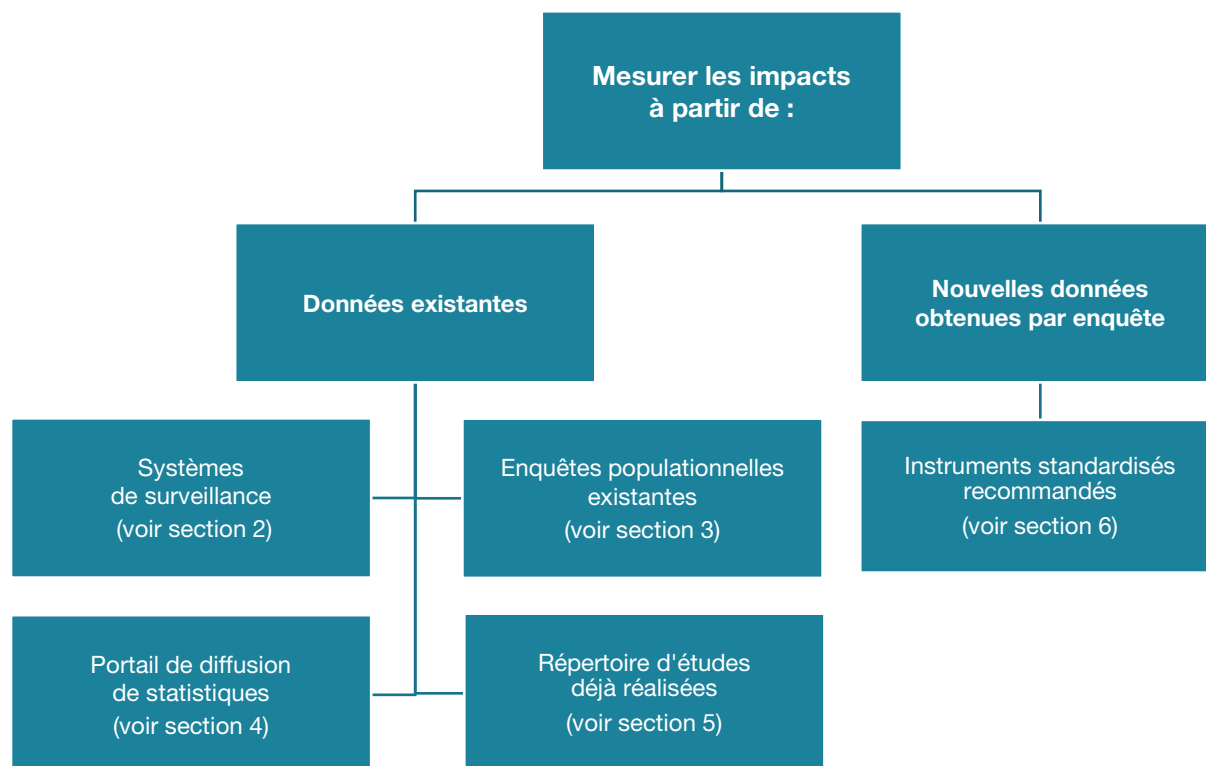 Mesurer les impacts
à partir de :
Données existantes
Nouvelles données
obtenues par enquête
Systèmes
de surveillance
(voir section 2)
Enquêtes populationnelles
existantes
(voir section 3)
Instruments standardisés
recommandés
(voir section 6)
Portail de diffusion
de statistiques
(voir section 4)
Répertoire d'études
déjà réalisées
(voir section 5)